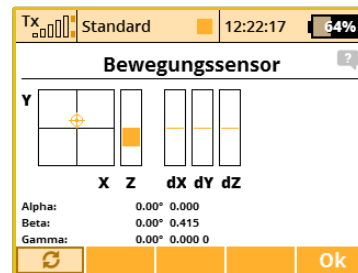 Tx Standard 12:22:17 64%
Bewegungssensor ?
Y
X Z dX dY dZ
Alpha: 0.00° 0.000
Beta: 0.00° 0.415
Gamma: 0.00° 0.000 0
Ok